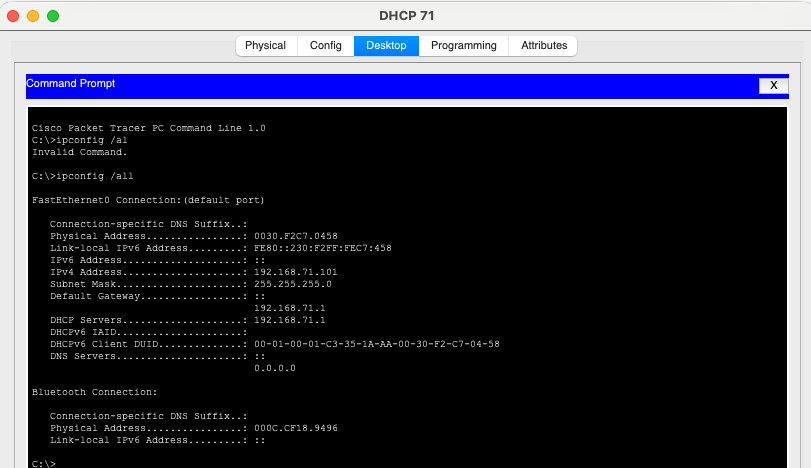 DHCP 71
Physical Config Desktop Programming Attributes
Command Prompt
X
Cisco Packet Tracer PC Command Line 1.0
C:\>ipconfig /al
Invalid Command.
C:\>ipconfig /all
FastEthernet0 Connection:(default port)
Connection-specific DNS Suffix..:
Physical Address................: 0030.F2C7.0458
Link-local IPv6 Address.........: FE80::230:F2FF:FEC7:458
IPv6 Address....................: ::
IPv4 Address....................: 192.168.71.101
Subnet Mask.....................: 255.255.255.0
Default Gateway.................: ::
192.168.71.1
DHCP Servers....................: 192.168.71.1
DHCPv6 IAID.....................:
DHCPv6 Client DUID..............: 00-01-00-01-C3-35-1A-AA-00-30-F2-C7-04-58
DNS Servers.....................: ::
0.0.0.0
Bluetooth Connection:
Connection-specific DNS Suffix..:
Physical Address................: 000C.CF18.9496
Link-local IPv6 Address.........: ::
C:\>